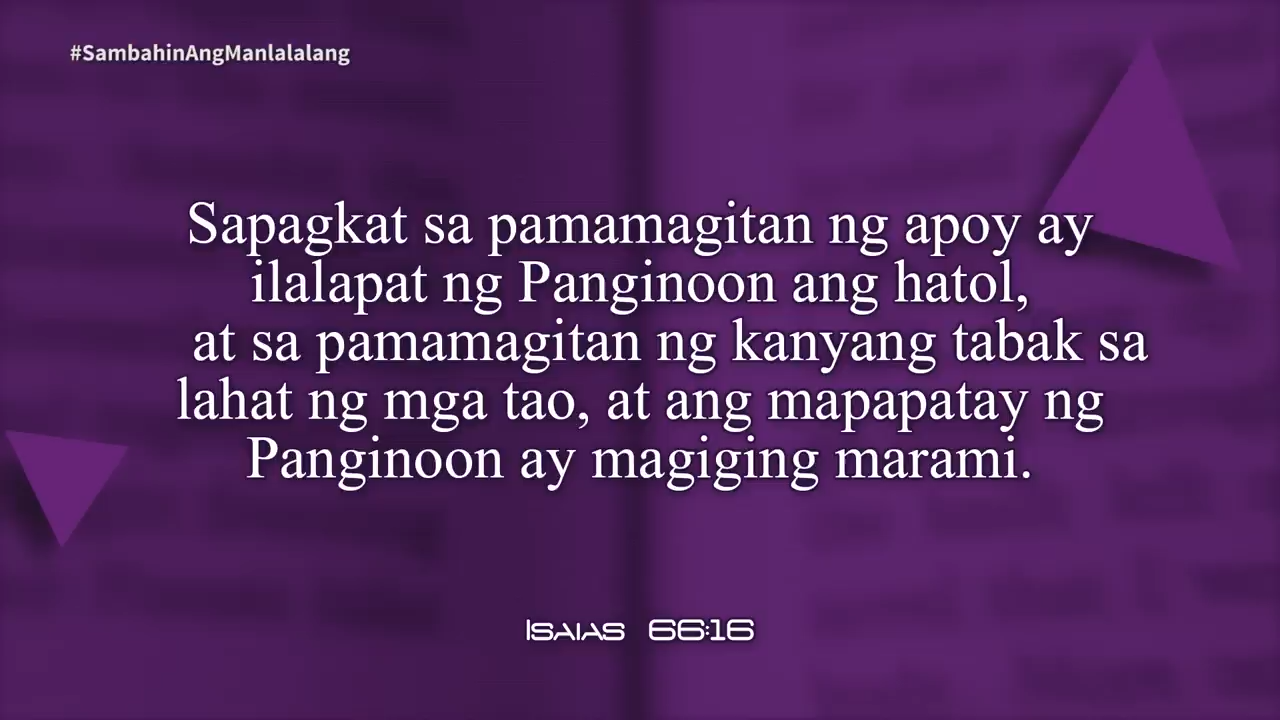 #SambahinAngManlalalang
Sapagkat sa pamamagitan ng apoy ay
ilalapat ng Panginoon ang hatol,
at sa pamamagitan ng kanyang tabak sa
lahat ng mga tao, at ang mapapatay ng
Panginoon ay magiging marami.
Isaias 66:16